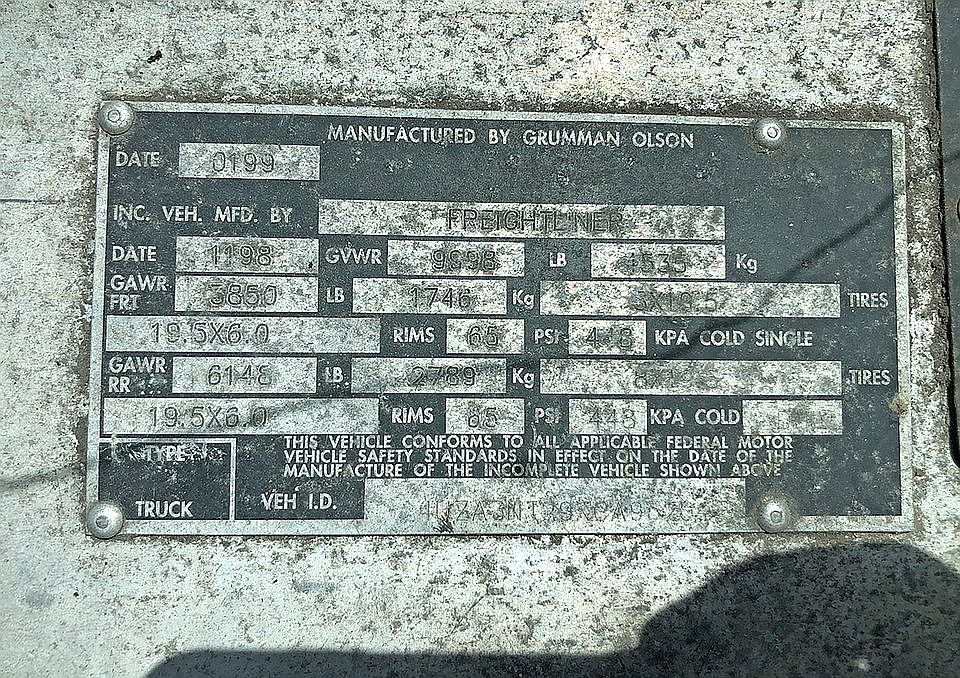 MANUFACTURED BY GRUMMAN OLSON
DATE 0199
INC. VEH. MFD. BY FREIGHTLINER
DATE 1198 GVWR 9998 LB 4535 Kg
GAWR FRT 3850 LB 1746 Kg TIRES
19.5X6.0 RIMS 65 PSI 448 KPA COLD SINGLE
GAWR RR 6148 LB 2789 Kg TIRES
19.5X6.0 RIMS 65 PSI 448 KPA COLD
TYPE
TRUCK
THIS VEHICLE CONFORMS TO ALL APPLICABLE FEDERAL MOTOR
VEHICLE SAFETY STANDARDS IN EFFECT ON THE DATE OF THE
MANUFACTURE OF THE INCOMPLETE VEHICLE SHOWN ABOVE
VEH I.D.